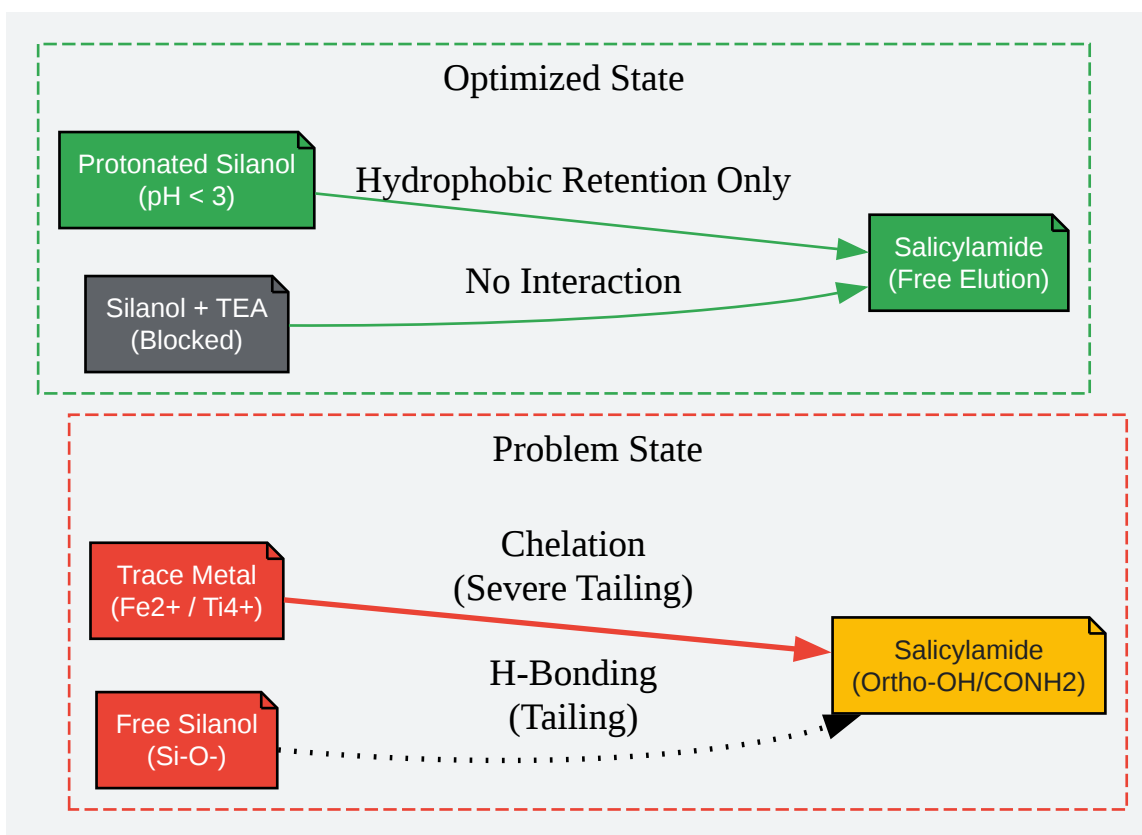 Optimized State
Protonated Silanol
(pH < 3)
Hydrophobic Retention Only
Salicylamide
(Free Elution)
Silanol + TEA
(Blocked)
No Interaction
Problem State
Trace Metal
(Fe2+ / Ti4+)
Chelation
(Severe Tailing)
Salicylamide
(Ortho-OH/CONH2)
Free Silanol
(Si-O-)
H-Bonding
(Tailing)